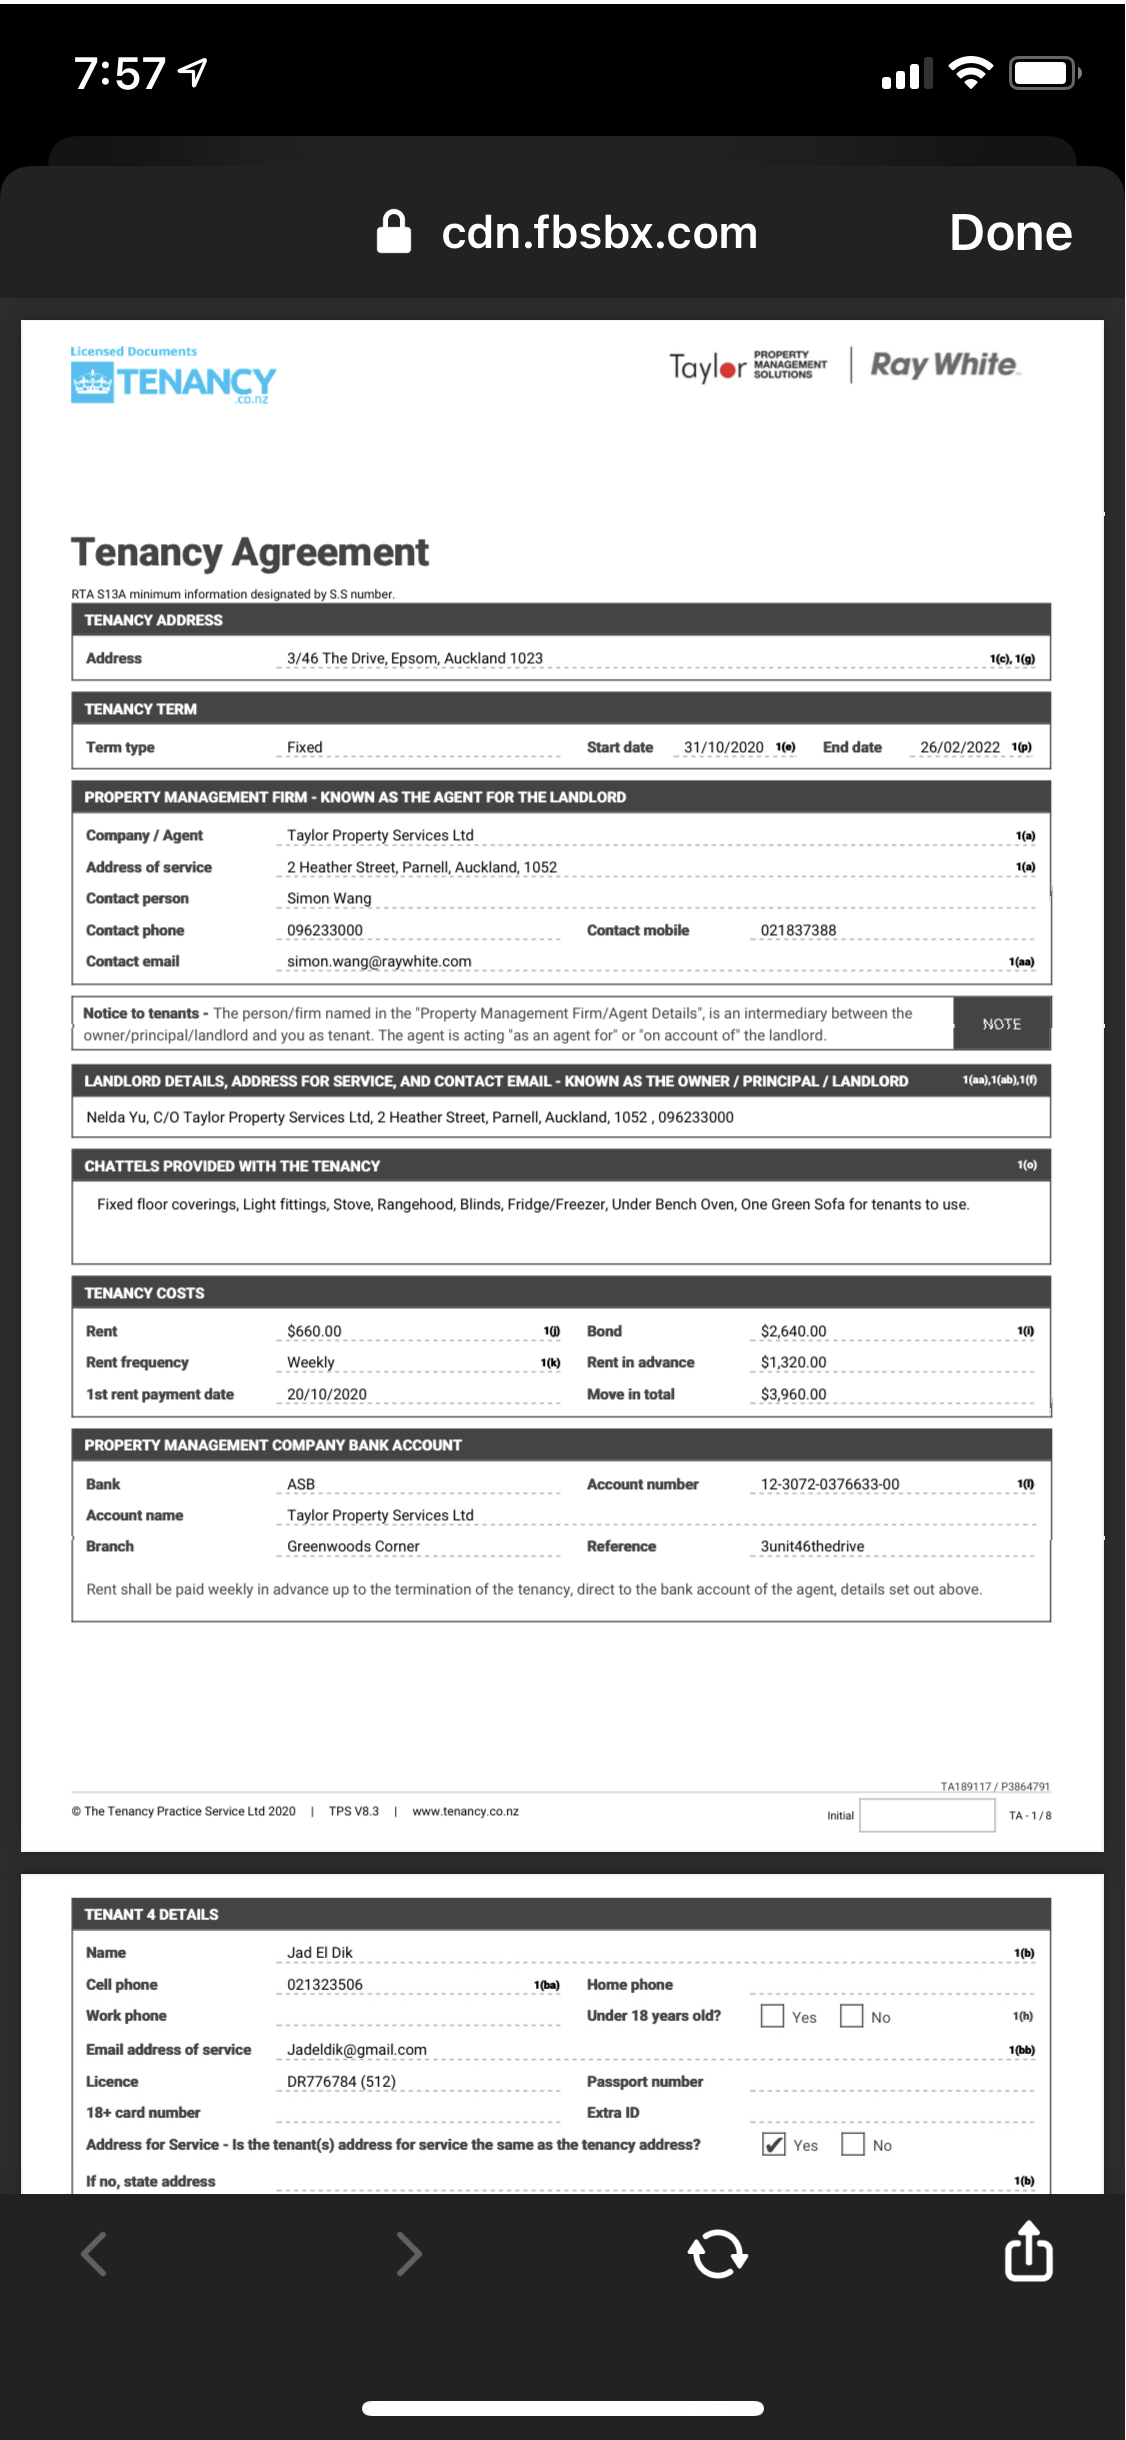 7:57
cdn.fbsbx.com Done
Licensed Documents
TENANCY
.co.nz
Taylor PROPERTY MANAGEMENT SOLUTIONS | Ray White
Tenancy Agreement
RTA S13A minimum information designated by S.S number.
TENANCY ADDRESS
Address 3/46 The Drive, Epsom, Auckland 1023 1(c), 1(g)
TENANCY TERM
Term type Fixed Start date 31/10/2020 1(e) End date 26/02/2022 1(p)
PROPERTY MANAGEMENT FIRM - KNOWN AS THE AGENT FOR THE LANDLORD
Company / Agent Taylor Property Services Ltd 1(a)
Address of service 2 Heather Street, Parnell, Auckland, 1052 1(a)
Contact person Simon Wang
Contact phone 096233000 Contact mobile 021837388
Contact email simon.wang@raywhite.com 1(aa)
Notice to tenants - The person/firm named in the "Property Management Firm/Agent Details", is an intermediary between the
owner/principal/landlord and you as tenant. The agent is acting "as an agent for" or "on account of" the landlord.
NOTE
LANDLORD DETAILS, ADDRESS FOR SERVICE, AND CONTACT EMAIL - KNOWN AS THE OWNER / PRINCIPAL / LANDLORD 1(aa),1(ab),1(f)
Nelda Yu, C/O Taylor Property Services Ltd, 2 Heather Street, Parnell, Auckland, 1052 , 096233000
CHATTELS PROVIDED WITH THE TENANCY 1(o)
Fixed floor coverings, Light fittings, Stove, Rangehood, Blinds, Fridge/Freezer, Under Bench Oven, One Green Sofa for tenants to use.
TENANCY COSTS
Rent $660.00 1(j) Bond $2,640.00 1(i)
Rent frequency Weekly 1(k) Rent in advance $1,320.00
1st rent payment date 20/10/2020 Move in total $3,960.00
PROPERTY MANAGEMENT COMPANY BANK ACCOUNT
Bank ASB Account number 12-3072-0376633-00 1(l)
Account name Taylor Property Services Ltd
Branch Greenwoods Corner Reference 3unit46thedrive
Rent shall be paid weekly in advance up to the termination of the tenancy, direct to the bank account of the agent, details set out above.
TA189117 / P3864791
© The Tenancy Practice Service Ltd 2020 | TPS V8.3 | www.tenancy.co.nz Initial TA - 1 / 8
TENANT 4 DETAILS
Name Jad El Dik 1(b)
Cell phone 021323506 1(ba) Home phone
Work phone Under 18 years old? Yes No 1(h)
Email address of service Jadeldik@gmail.com 1(bb)
Licence DR776784 (512) Passport number
18+ card number Extra ID
Address for Service - Is the tenant(s) address for service the same as the tenancy address? ✔ Yes No
If no, state address 1(b)